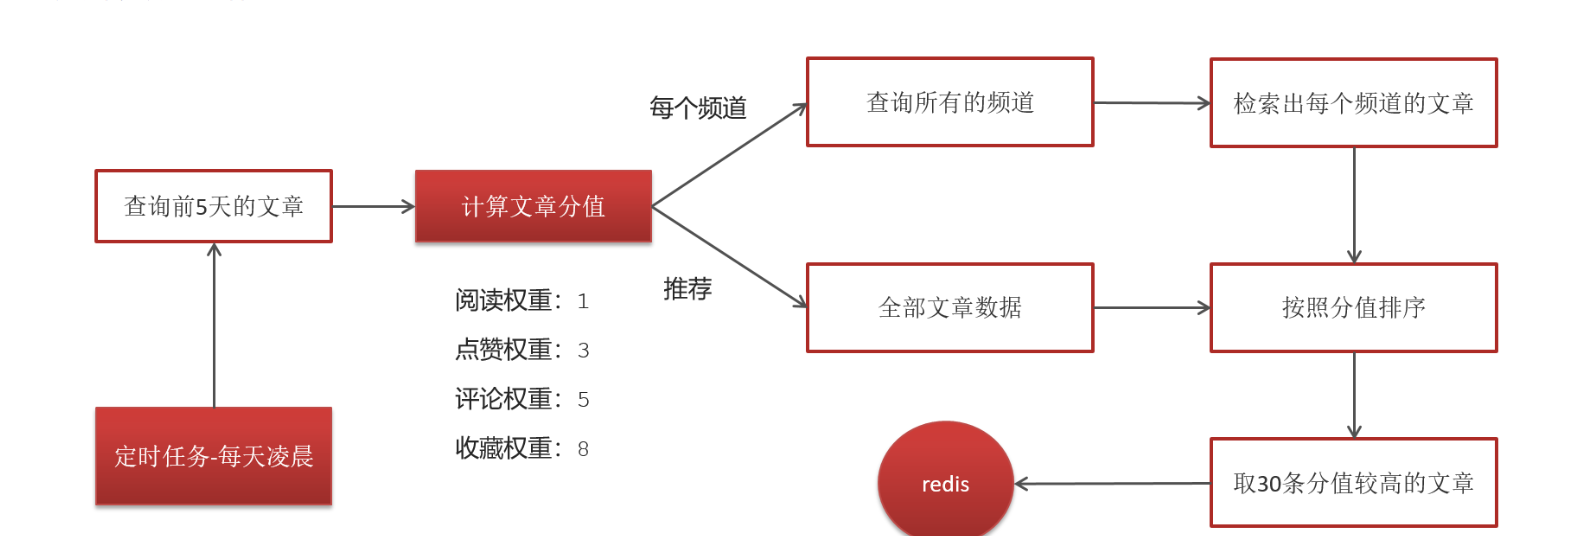 每个频道
查询所有的频道
检索出每个频道的文章
查询前5天的文章
计算文章分值
推荐
全部文章数据
按照分值排序
阅读权重：1
点赞权重：3
评论权重：5
收藏权重：8
定时任务-每天凌晨
redis
取30条分值较高的文章